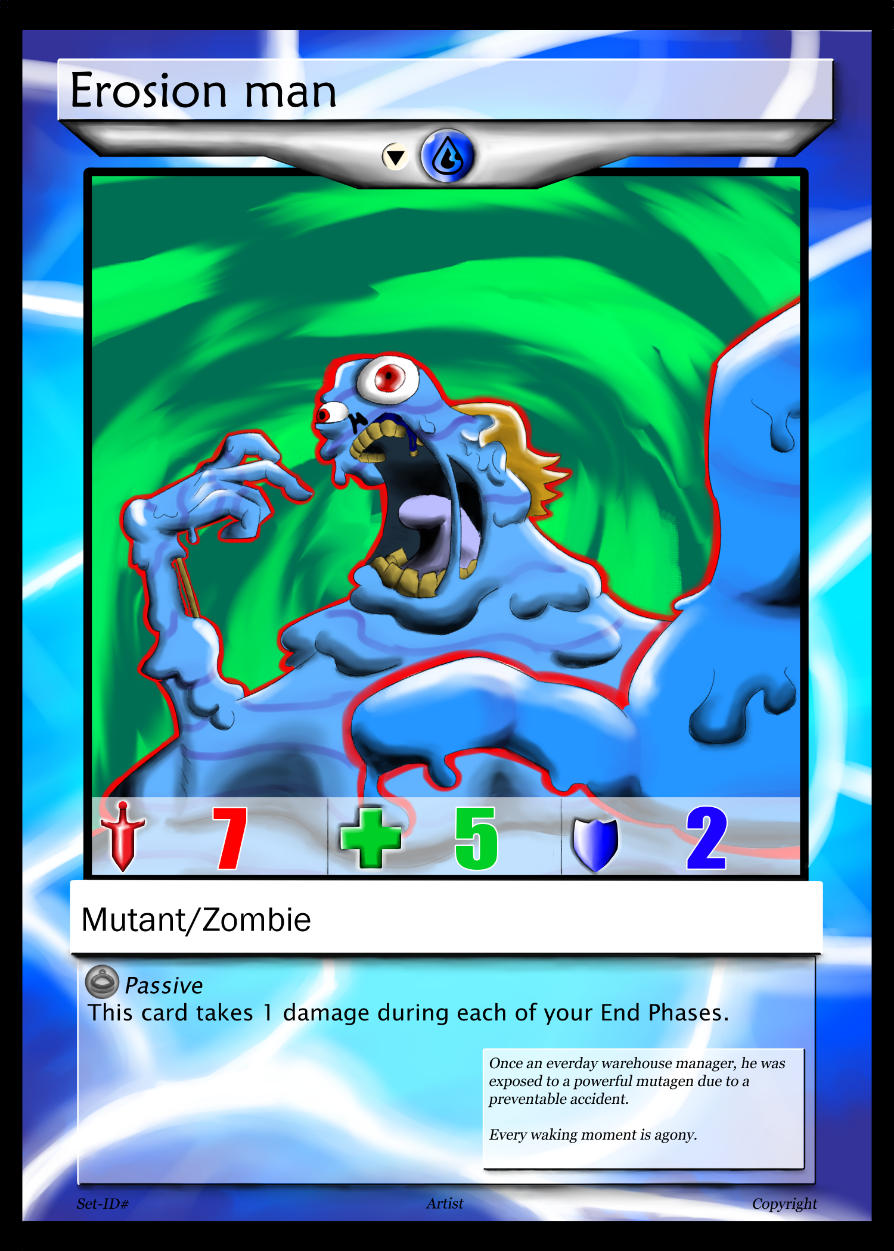 Erosion man
7
5
2
Mutant/Zombie
Passive
This card takes 1 damage during each of your End Phases.
Once an everday warehouse manager, he was
exposed to a powerful mutagen due to a
preventable accident.
Every waking moment is agony.
Set-ID#
Artist
Copyright